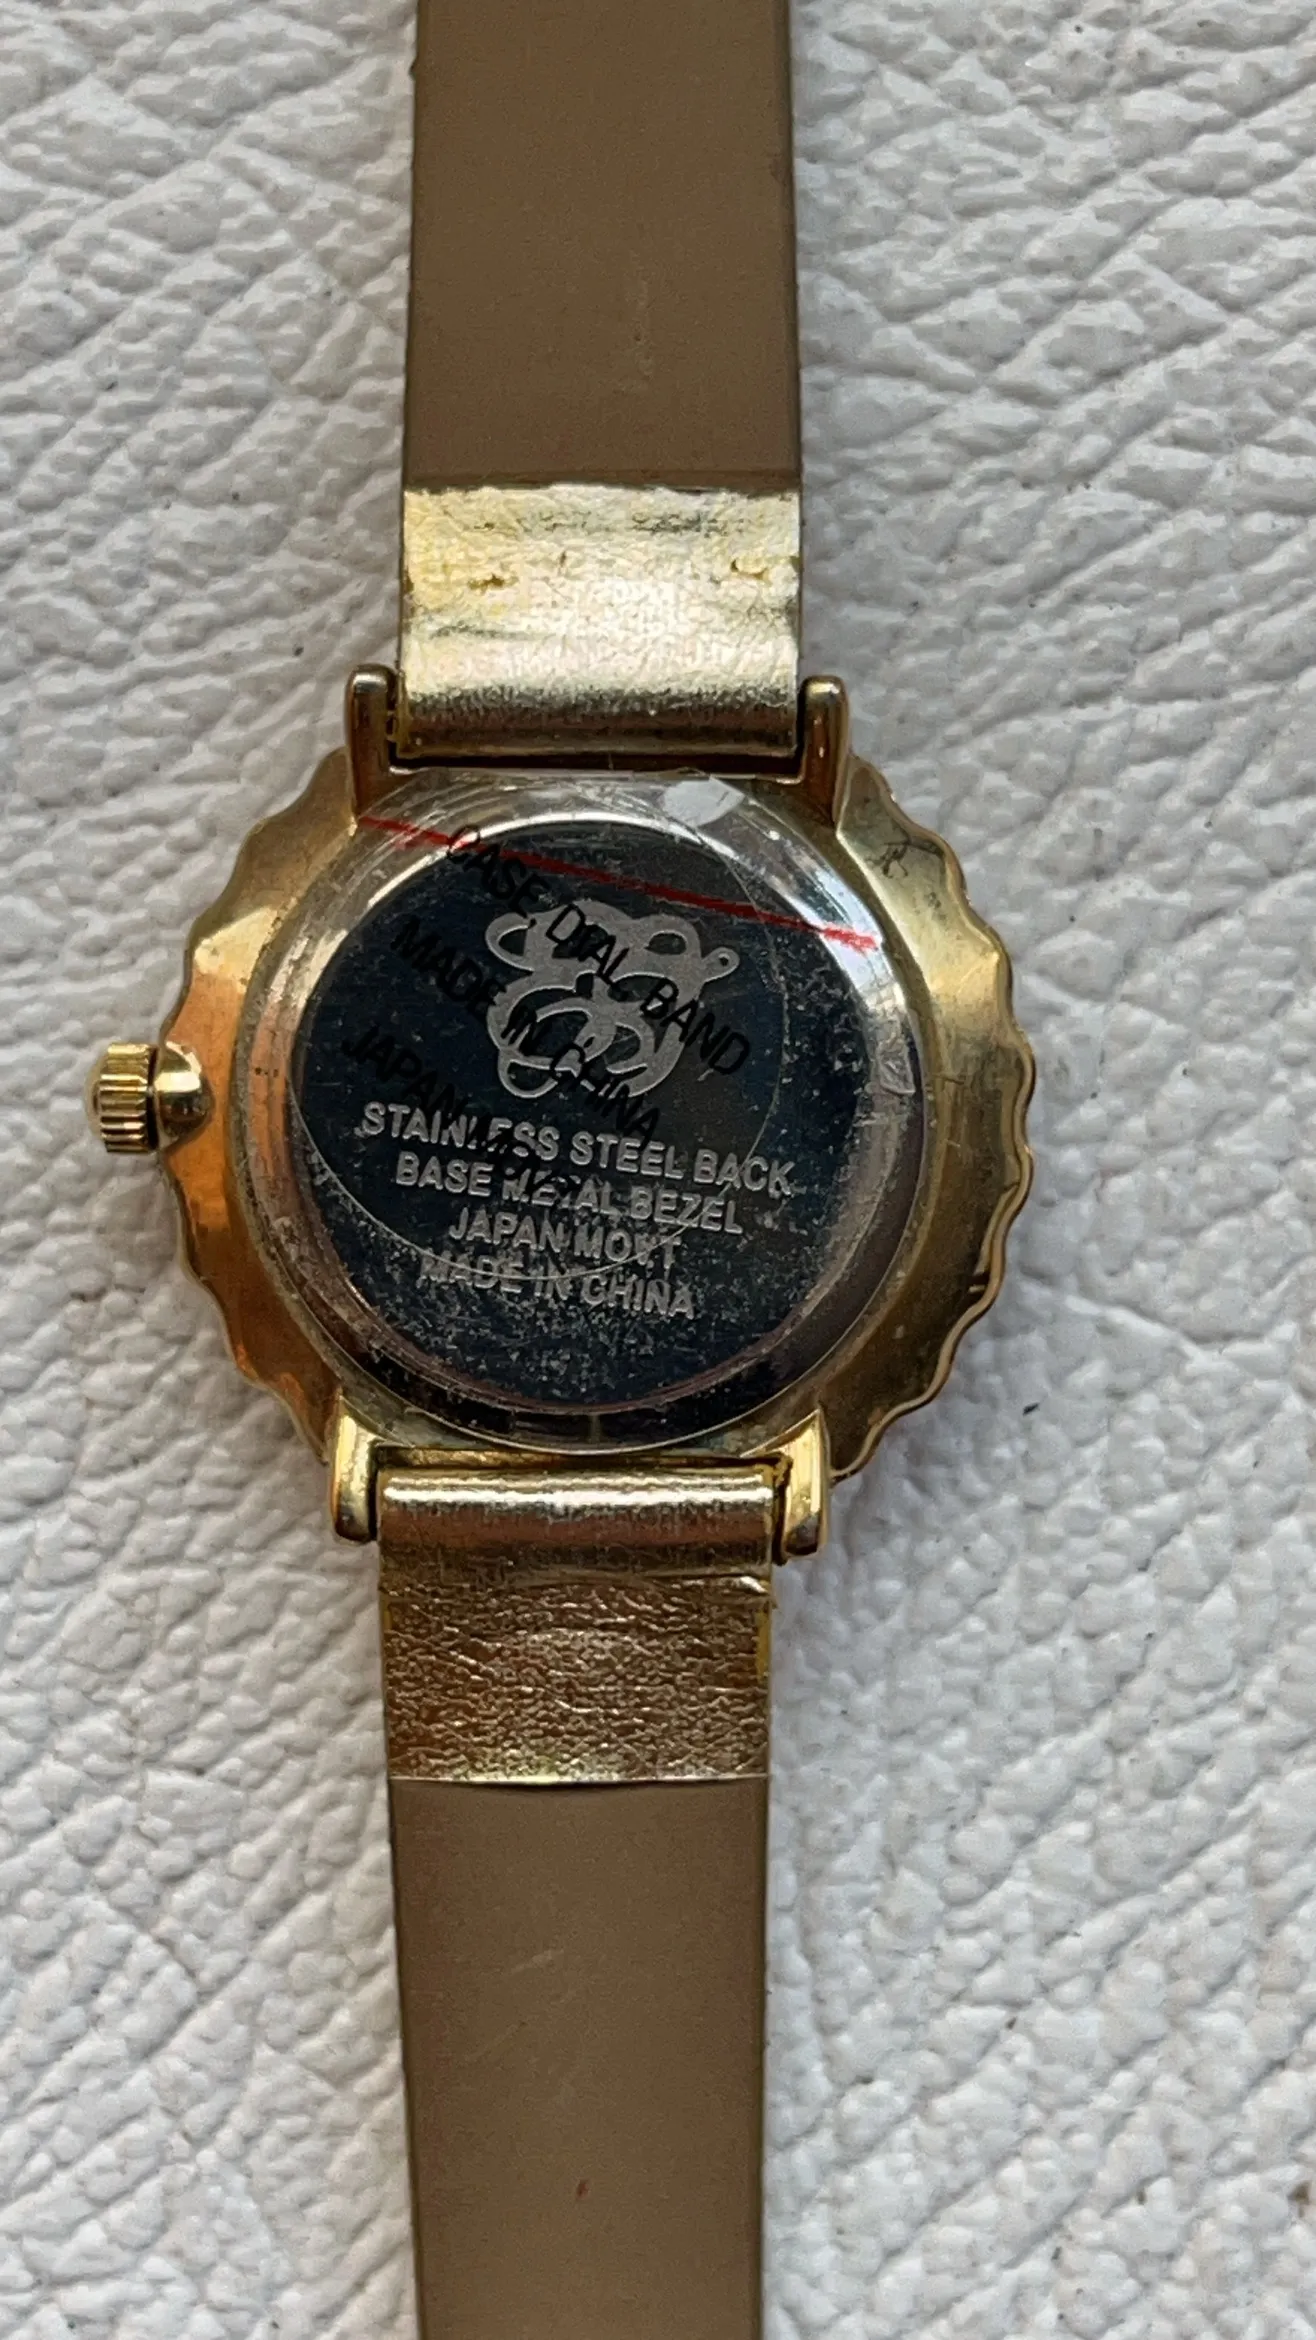 CASE, DIAL, BAND
MADE IN CHINA
JAPAN
STAINLESS STEEL BACK
BASE METAL BEZEL
JAPAN MOVT
MADE IN CHINA